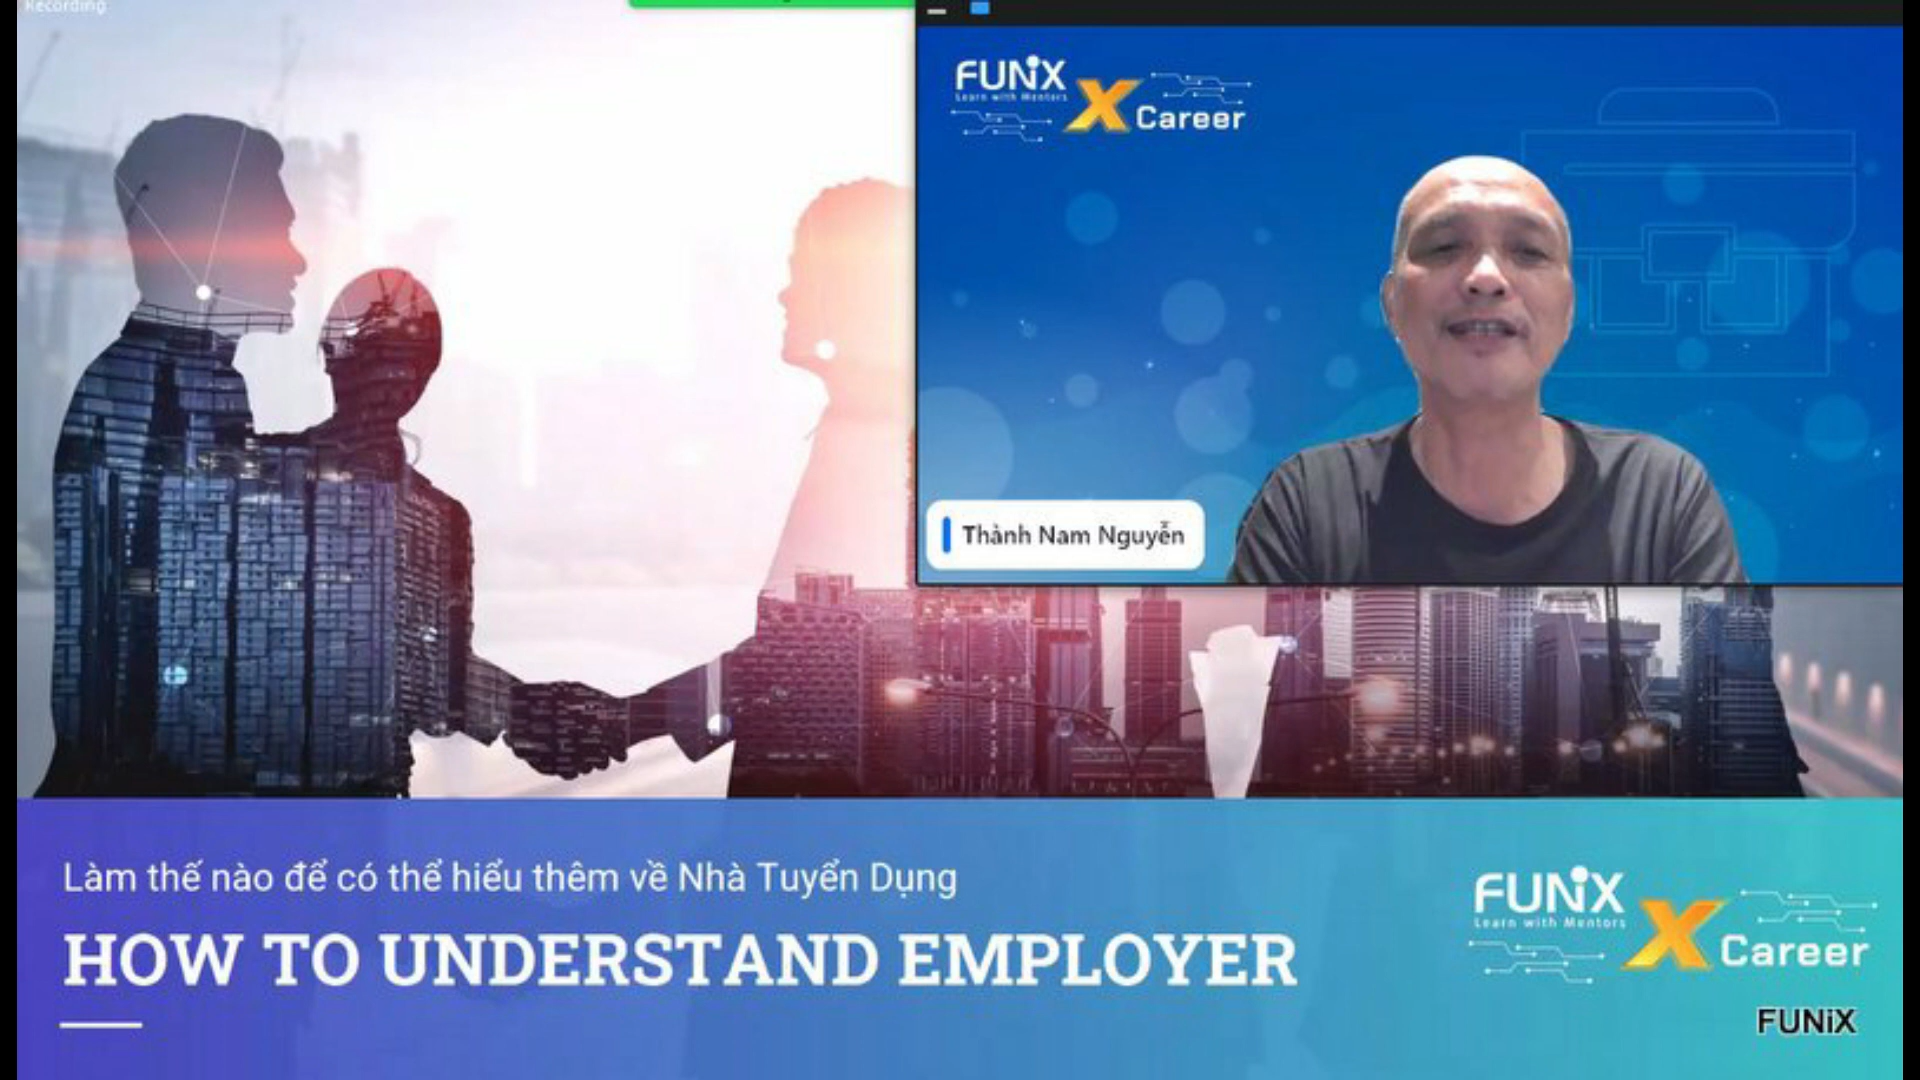 Recording
FUNiX
Learn with Mentors
X Career
Thành Nam Nguyễn
Làm thế nào để có thể hiểu thêm về Nhà Tuyển Dụng
HOW TO UNDERSTAND EMPLOYER
FUNiX
Learn with Mentors
X Career
FUNiX